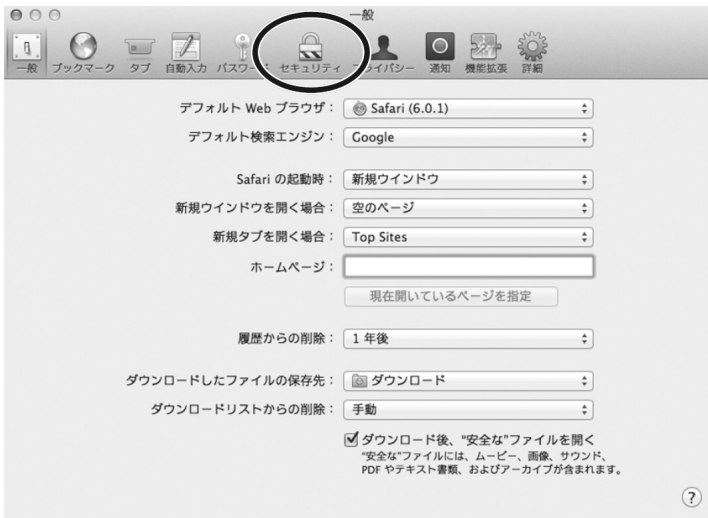 一般
一般 ブックマーク タブ 自動入力 セキュリティ 通知 機能拡張 詳細
デフォルト Web ブラウザ： Safari (6.0.1)
デフォルト検索エンジン： Google
Safari の起動時： 新規ウインドウ
新規ウインドウを開く場合： 空のページ
新規タブを開く場合： Top Sites
ホームページ：
現在開いているページを指定
履歴からの削除： 1 年後
ダウンロードしたファイルの保存先： ダウンロード
ダウンロードリストからの削除： 手動
ダウンロード後、“安全な”ファイルを開く
“安全な”ファイルには、ムービー、画像、サウンド、
PDF やテキスト書類、およびアーカイブが含まれます。
?